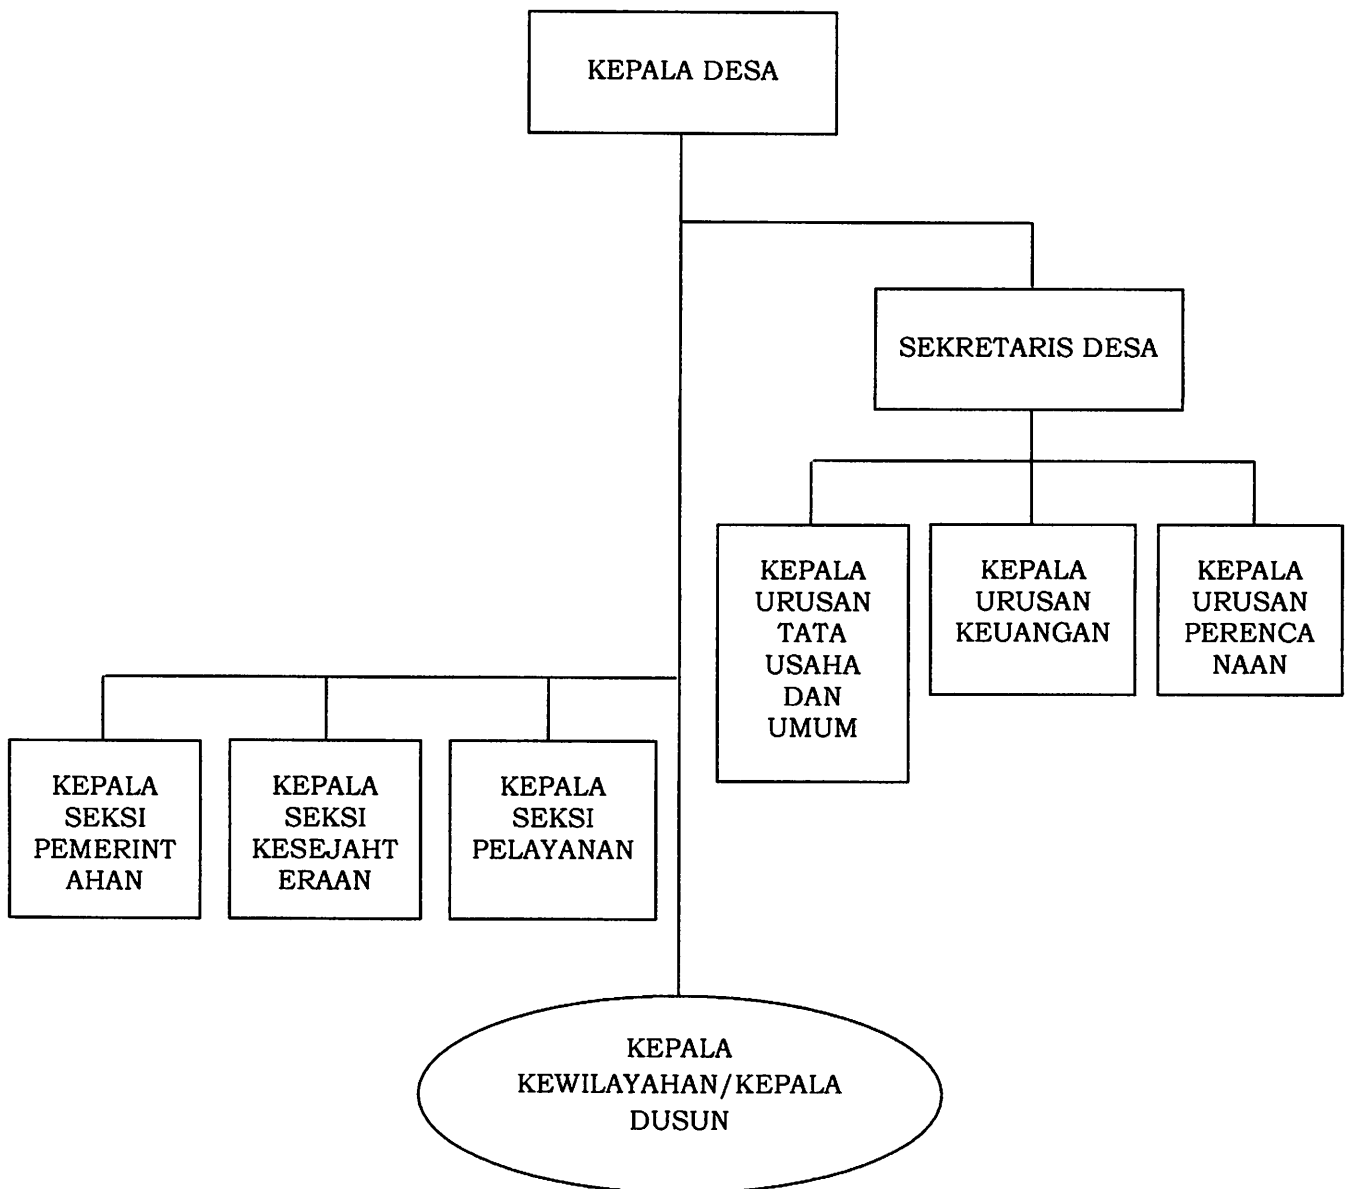 KEPALA DESA
SEKRETARIS DESA
KEPALA
URUSAN
TATA
USAHA
DAN
UMUM
KEPALA
URUSAN
KEUANGAN
KEPALA
URUSAN
PERENCA
NAAN
KEPALA
SEKSI
PEMERINT
AHAN
KEPALA
SEKSI
KESEJAHT
ERAAN
KEPALA
SEKSI
PELAYANAN
KEPALA
KEWILAYAHAN/KEPALA
DUSUN